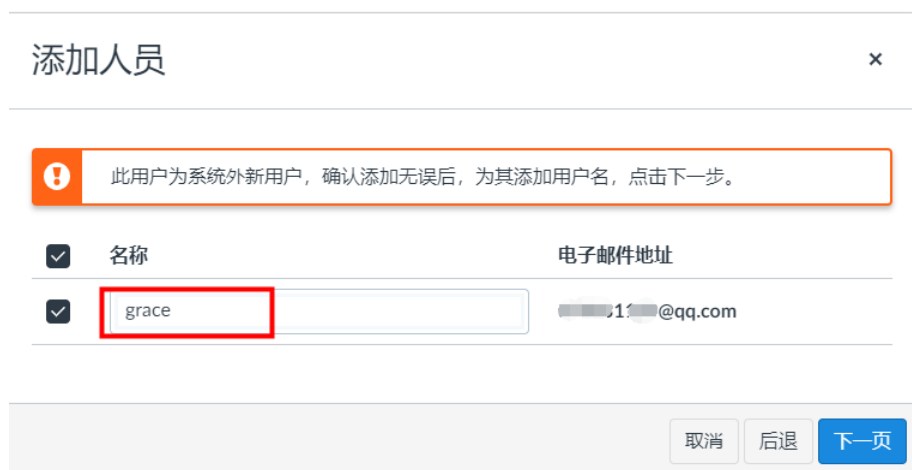 添加人员 ×
此用户为系统外新用户，确认添加无误后，为其添加用户名，点击下一步。
名称 电子邮件地址
grace @qq.com
取消 后退 下一页